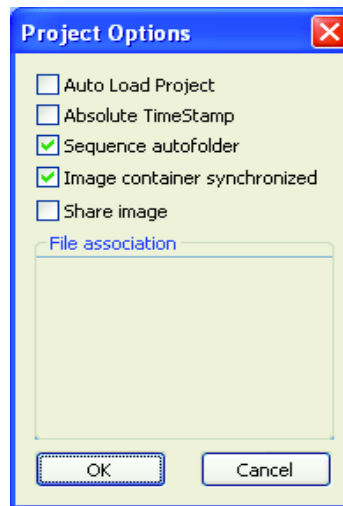 Project Options
Auto Load Project
Absolute TimeStamp
Sequence autofolder
Image container synchronized
Share image
File association
OK
Cancel